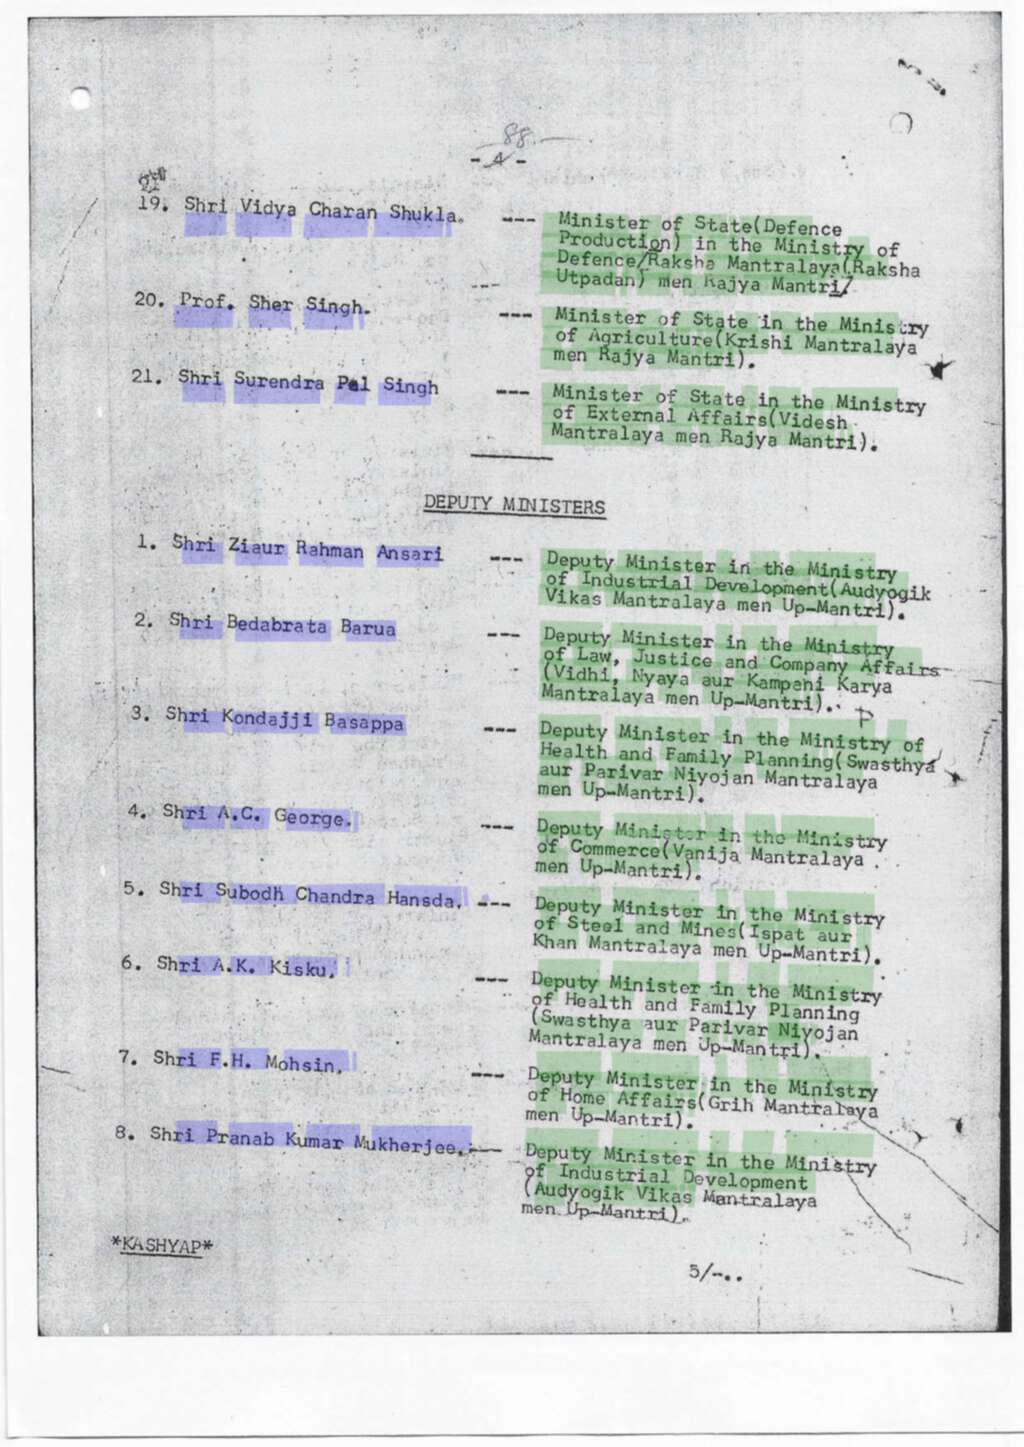 88.
- 4 -
19. Shri Vidya Charan Shukla. --- Minister of State(Defence
Production) in the Ministry of
Defence/Raksha Mantralaya(Raksha
Utpadan) men Rajya Mantri/
20. Prof. Sher Singh. --- Minister of State in the Ministry
of Agriculture(Krishi Mantralaya
men Rajya Mantri).
21. Shri Surendra Pal Singh --- Minister of State in the Ministry
of External Affairs(Videsh
Mantralaya men Rajya Mantri).
DEPUTY MINISTERS
1. Shri Ziaur Rahman Ansari --- Deputy Minister in the Ministry
of Industrial Development(Audyogik
Vikas Mantralaya men Up-Mantri).
2. Shri Bedabrata Barua --- Deputy Minister in the Ministry
of Law, Justice and Company Affairs
(Vidhi, Nyaya aur Kampani Karya
Mantralaya men Up-Mantri).
3. Shri Kondajji Basappa --- Deputy Minister in the Ministry of
Health and Family Planning(Swasthya
aur Parivar Niyojan Mantralaya
men Up-Mantri).
4. Shri A.C. George. --- Deputy Minister in the Ministry
of Commerce(Vanija Mantralaya
men Up-Mantri).
5. Shri Subodh Chandra Hansda. --- Deputy Minister in the Ministry
of Steel and Mines(Ispat aur
Khan Mantralaya men Up-Mantri).
6. Shri A.K. Kisku. --- Deputy Minister in the Ministry
of Health and Family Planning
(Swasthya aur Parivar Niyojan
Mantralaya men Up-Mantri).
7. Shri F.H. Mohsin. --- Deputy Minister in the Ministry
of Home Affairs(Grih Mantralaya
men Up-Mantri).
8. Shri Pranab Kumar Mukherjee. --- Deputy Minister in the Ministry
of Industrial Development
(Audyogik Vikas Mantralaya
men Up-Mantri).
*KASHYAP*
5/-..